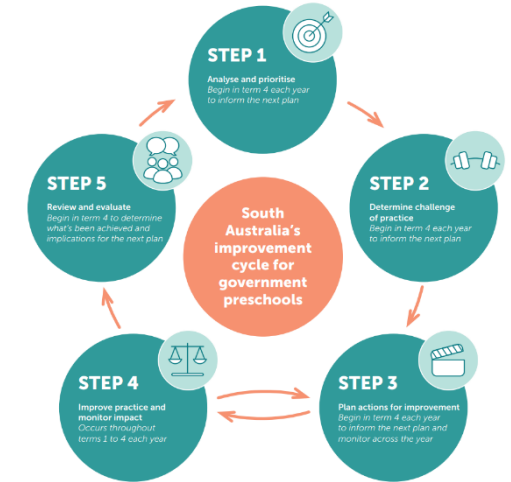 STEP 1
Analyse and prioritise
Begin in term 4 each year
to inform the next plan
STEP 2
Determine challenge
of practice
Begin in term 4 each year
to inform the next plan
STEP 3
Plan actions for improvement
Begin in term 4 each year
to inform the next plan and
monitor across the year
STEP 4
Improve practice and
monitor impact
Occurs throughout
terms 1 to 4 each year
STEP 5
Review and evaluate
Begin in term 4 to determine
what's been achieved and
implications for the next plan
South
Australia's
improvement
cycle for
government
preschools